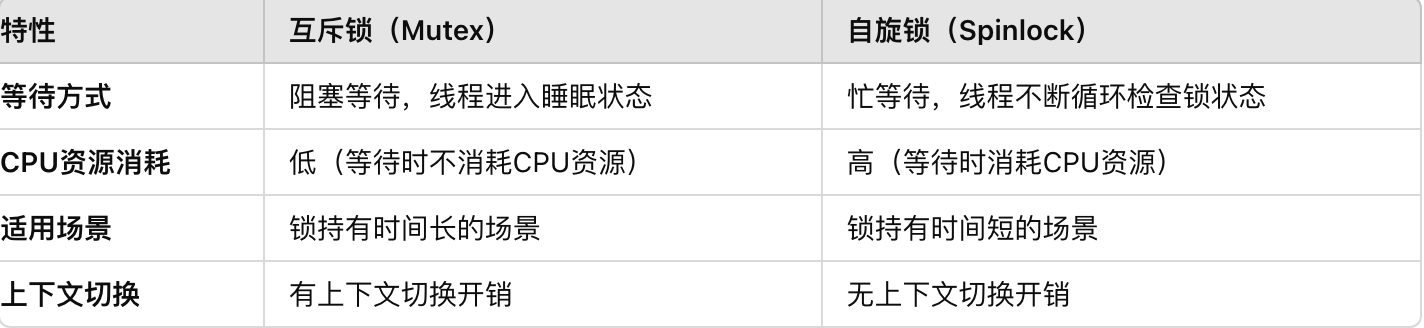 特性 互斥锁（Mutex） 自旋锁（Spinlock）
等待方式 阻塞等待，线程进入睡眠状态 忙等待，线程不断循环检查锁状态
CPU资源消耗 低（等待时不消耗CPU资源） 高（等待时消耗CPU资源）
适用场景 锁持有时间长的场景 锁持有时间短的场景
上下文切换 有上下文切换开销 无上下文切换开销